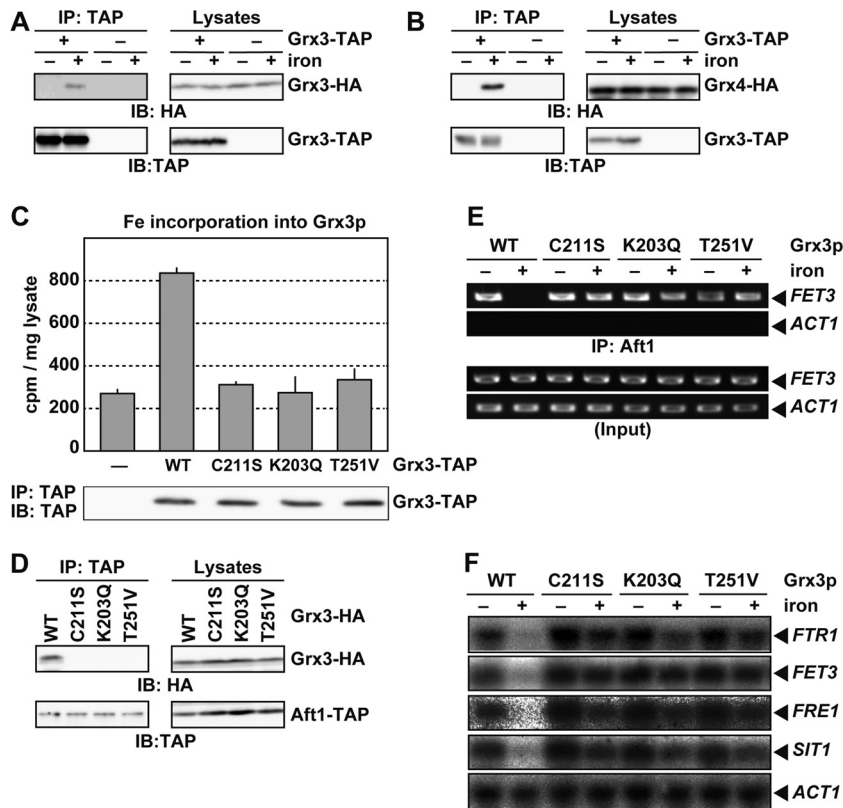 A
IP: TAP Lysates
+ – + – Grx3-TAP
– + – + – + – + iron
Grx3-HA
IB: HA
Grx3-TAP
IB:TAP
B
IP: TAP Lysates
+ – + – Grx3-TAP
– + – + – + – + iron
Grx4-HA
IB: HA
Grx3-TAP
IB:TAP
C
Fe incorporation into Grx3p
cpm / mg lysate
800
600
400
200
0
— WT C211S K203Q T251V Grx3-TAP
IP: TAP
IB: TAP
Grx3-TAP
D
IP: TAP Lysates
WT C211S K203Q T251V WT C211S K203Q T251V Grx3-HA
Grx3-HA
IB: HA
Aft1-TAP
IB:TAP
E
WT C211S K203Q T251V Grx3p
– + – + – + – + iron
FET3
ACT1
IP: Aft1
FET3
ACT1
(Input)
F
WT C211S K203Q T251V Grx3p
– + – + – + – + iron
FTR1
FET3
FRE1
SIT1
ACT1